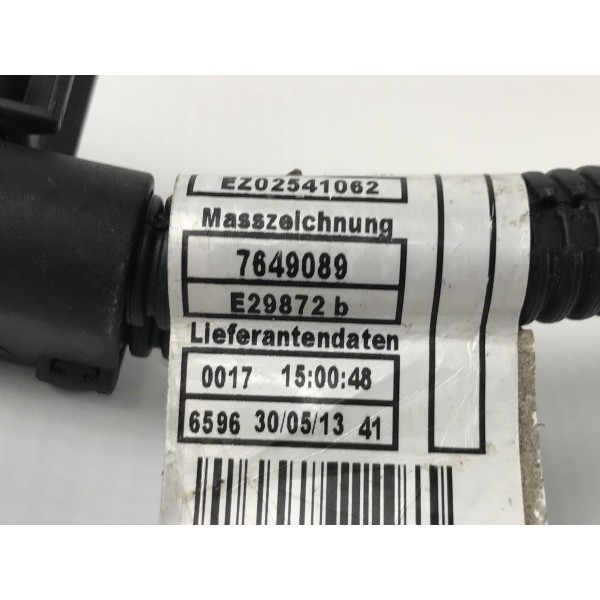 EZ02541062
Masszeichnung
7649089
E29872 b
Lieferantendaten
0017 15:00:48
6596 30/05/13 41